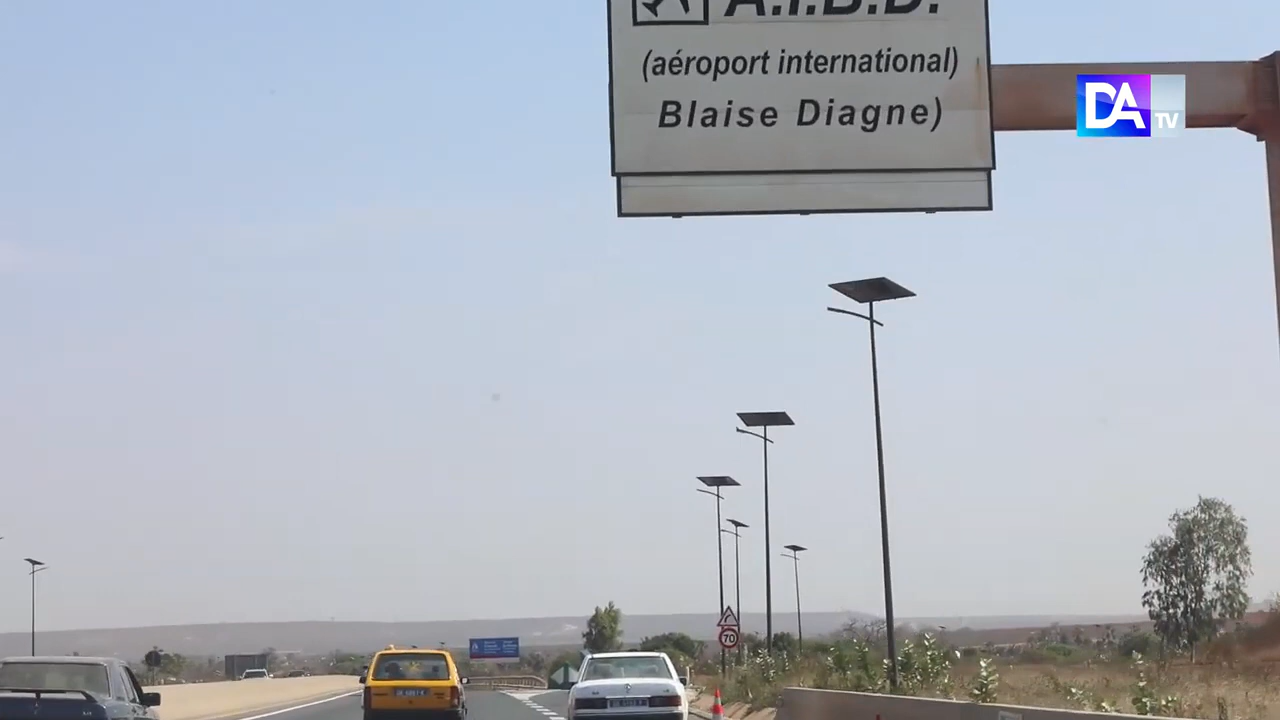 A.I.B.D.
(aéroport international)
Blaise Diagne)
DA
TV
70